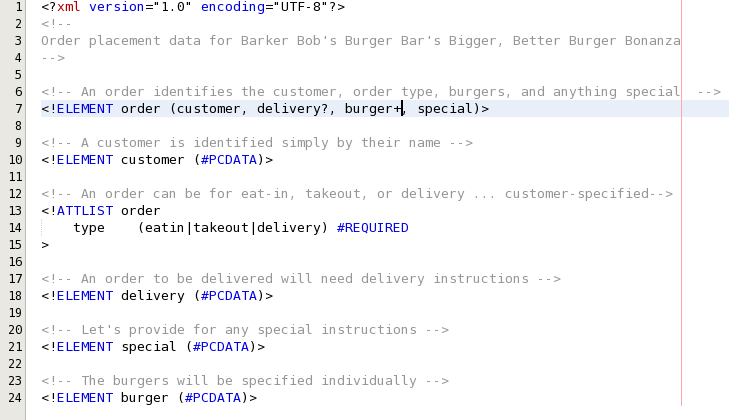 1 <?xml version="1.0" encoding="UTF-8"?>
2 <!--
3 Order placement data for Barker Bob's Burger Bar's Bigger, Better Burger Bonanza
4 -->
5
6 <!-- An order identifies the customer, order type, burgers, and anything special  -->
7 <!ELEMENT order (customer, delivery?, burger+, special)>
8
9 <!-- A customer is identified simply by their name -->
10 <!ELEMENT customer (#PCDATA)>
11
12 <!-- An order can be for eat-in, takeout, or delivery ... customer-specified-->
13 <!ATTLIST order
14     type    (eatin|takeout|delivery) #REQUIRED
15 >
16
17 <!-- An order to be delivered will need delivery instructions -->
18 <!ELEMENT delivery (#PCDATA)>
19
20 <!-- Let's provide for any special instructions -->
21 <!ELEMENT special (#PCDATA)>
22
23 <!-- The burgers will be specified individually -->
24 <!ELEMENT burger (#PCDATA)>